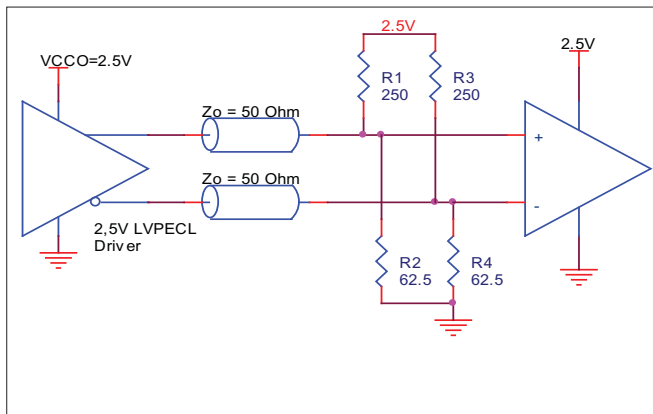 2.5V
VCCO=2.5V
2.5V
R1
250
R3
250
Zo = 50 Ohm
+
Zo = 50 Ohm
-
2,5V LVPECL
Driver
R2
62.5
R4
62.5